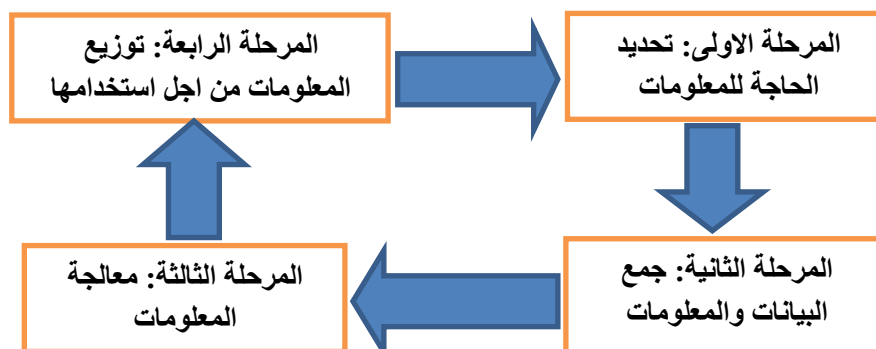 المرحلة الاولى: تحديد
الحاجة للمعلومات
المرحلة الثانية: جمع
البيانات والمعلومات
المرحلة الثالثة: معالجة
المعلومات
المرحلة الرابعة: توزيع
المعلومات من اجل استخدامها